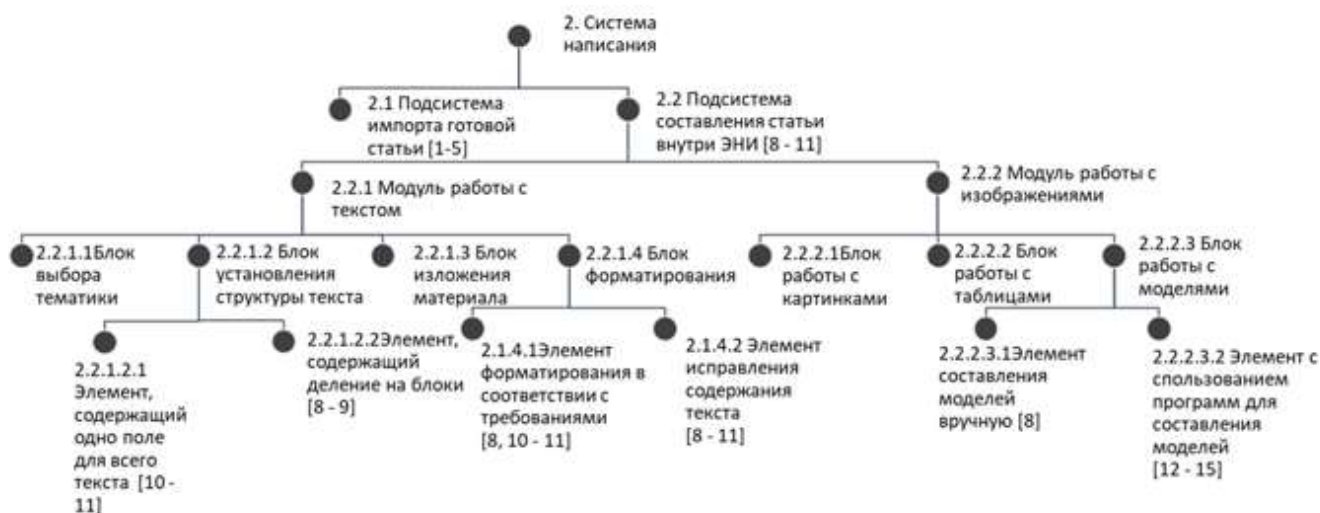 2. Система
написания
2.1 Подсистема
импорта готовой
статьи [1-5]
2.2 Подсистема
составления статьи
внутри ЭНИ [8 - 11]
2.2.1 Модуль работы с
текстом
2.2.2 Модуль работы с
изображениями
2.2.1.1Блок
выбора
тематики
2.2.1.2 Блок
установления
структуры текста
2.2.1.3 Блок
изложения
материала
2.2.1.4 Блок
форматирования
2.2.2.1Блок
работы с
картинками
2.2.2.2 Блок
работы с
таблицами
2.2.2.3 Блок
работы с
моделями
2.2.1.2.1
Элемент,
содержащий
одно поле
для всего
текста [10 -
11]
2.2.1.2.2Элемент,
содержащий
деление на блоки
[8 - 9]
2.1.4.1Элемент
форматирования в
соответствии с
требованиями
[8, 10 - 11]
2.1.4.2 Элемент
исправления
содержания
текста
[8 - 11]
2.2.2.3.1Элемент
составления
моделей
вручную [8]
2.2.2.3.2 Элемент с
спользованием
программ для
составления
моделей
[12 - 15]